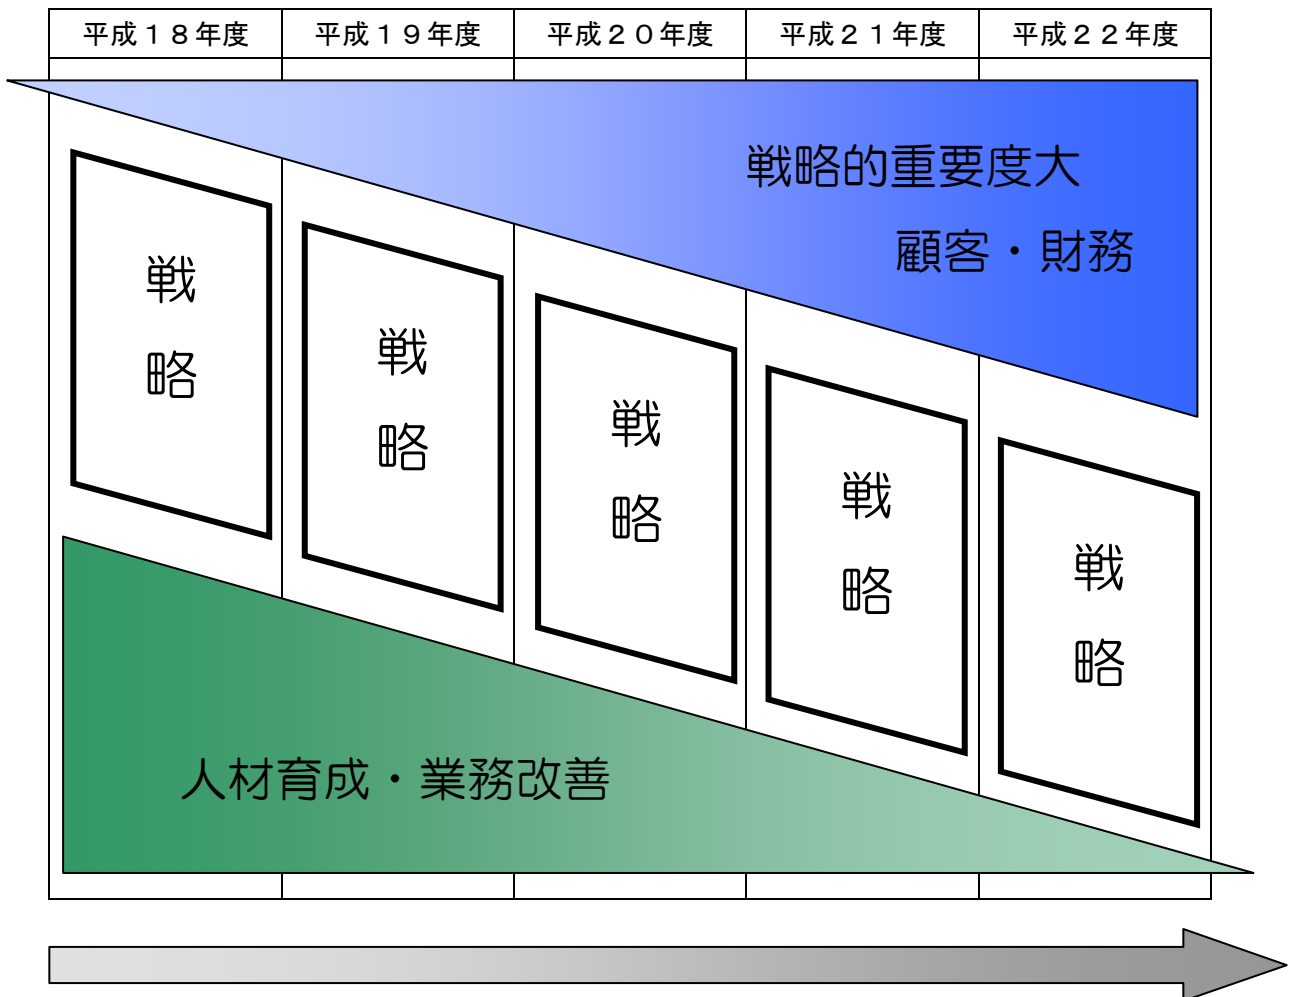 平成１８年度
平成１９年度
平成２０年度
平成２１年度
平成２２年度
戦略的重要度大
顧客・財務
戦略
戦略
戦略
戦略
戦略
人材育成・業務改善